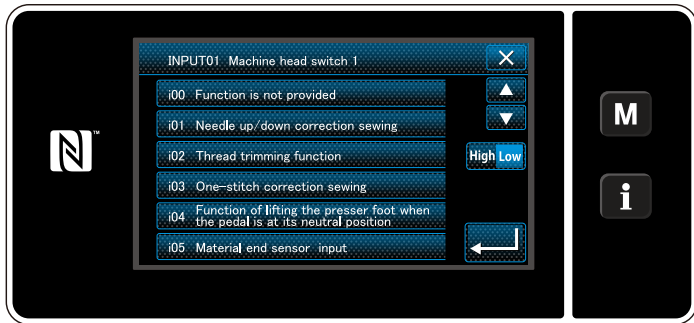 INPUT01 Machine head switch 1
i00 Function is not provided
i01 Needle up/down correction sewing
i02 Thread trimming function
High Low
i03 One-stitch correction sewing
i04 Function of lifting the presser foot when
the pedal is at its neutral position
i05 Material end sensor input
N™
M
i